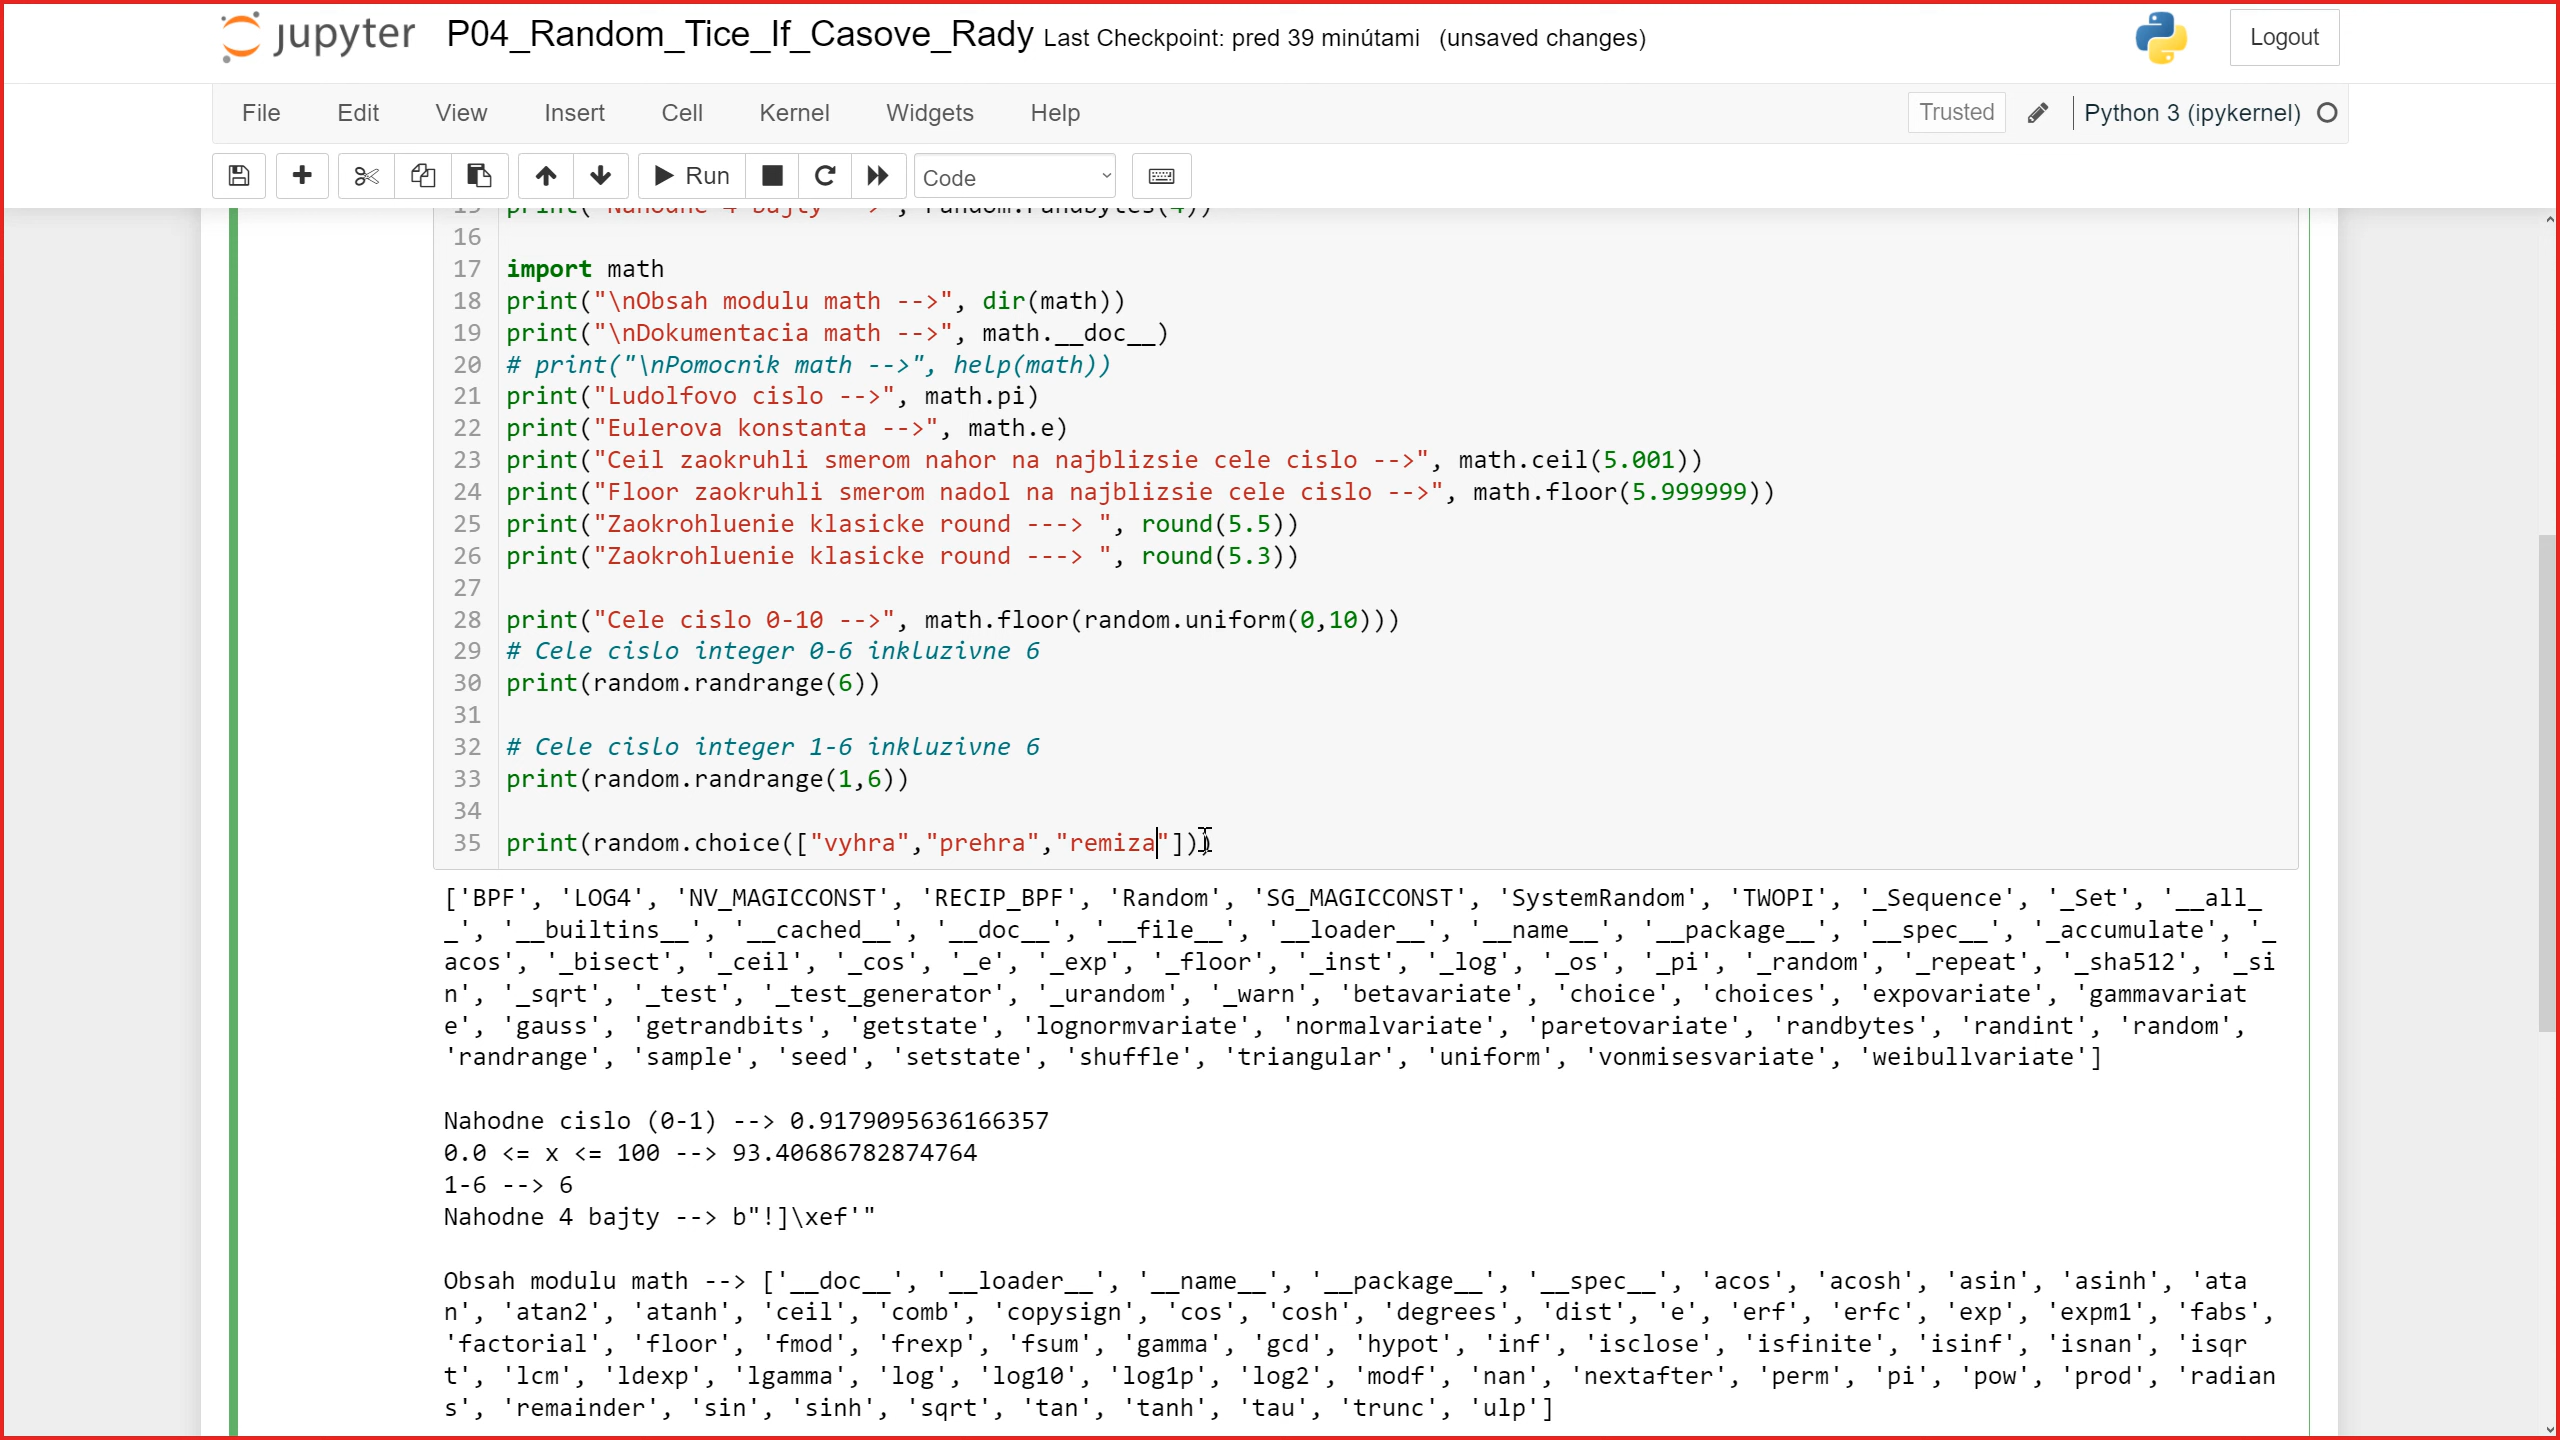 jupyter P04_Random_Tice_If_Casove_Rady Last Checkpoint: pred 39 minútami (unsaved changes) Logout
File Edit View Insert Cell Kernel Widgets Help Trusted Python 3 (ipykernel)
Run Code
15 print("Nahodne 4 bajty -->", random.randbytes(4))
16
17 import math
18 print("\nObsah modulu math -->", dir(math))
19 print("\nDokumentacia math -->", math.__doc__)
20 # print("\nPomocnik math -->", help(math))
21 print("Ludolfovo cislo -->", math.pi)
22 print("Eulerova konstanta -->", math.e)
23 print("Ceil zaokruhli smerom nahor na najblizsie cele cislo -->", math.ceil(5.001))
24 print("Floor zaokruhli smerom nadol na najblizsie cele cislo -->", math.floor(5.999999))
25 print("Zaokrohluenie klasicke round ---> ", round(5.5))
26 print("Zaokrohluenie klasicke round ---> ", round(5.3))
27
28 print("Cele cislo 0-10 -->", math.floor(random.uniform(0,10)))
29 # Cele cislo integer 0-6 inkluzivne 6
30 print(random.randrange(6))
31
32 # Cele cislo integer 1-6 inkluzivne 6
33 print(random.randrange(1,6))
34
35 print(random.choice(["vyhra","prehra","remiza"]))
['BPF', 'LOG4', 'NV_MAGICCONST', 'RECIP_BPF', 'Random', 'SG_MAGICCONST', 'SystemRandom', 'TWOPI', '_Sequence', '_Set', '__all_
_', '__builtins__', '__cached__', '__doc__', '__file__', '__loader__', '__name__', '__package__', '__spec__', '_accumulate', '_
acos', '_bisect', '_ceil', '_cos', '_e', '_exp', '_floor', '_inst', '_log', '_os', '_pi', '_random', '_repeat', '_sha512', '_si
n', '_sqrt', '_test', '_test_generator', '_urandom', '_warn', 'betavariate', 'choice', 'choices', 'expovariate', 'gammavariat
e', 'gauss', 'getrandbits', 'getstate', 'lognormvariate', 'normalvariate', 'paretovariate', 'randbytes', 'randint', 'random',
'randrange', 'sample', 'seed', 'setstate', 'shuffle', 'triangular', 'uniform', 'vonmisesvariate', 'weibullvariate']
Nahodne cislo (0-1) --> 0.9179095636166357
0.0 <= x <= 100 --> 93.40686782874764
1-6 --> 6
Nahodne 4 bajty --> b"!]\xef'"
Obsah modulu math --> ['__doc__', '__loader__', '__name__', '__package__', '__spec__', 'acos', 'acosh', 'asin', 'asinh', 'ata
n', 'atan2', 'atanh', 'ceil', 'comb', 'copysign', 'cos', 'cosh', 'degrees', 'dist', 'e', 'erf', 'erfc', 'exp', 'expm1', 'fabs',
'factorial', 'floor', 'fmod', 'frexp', 'fsum', 'gamma', 'gcd', 'hypot', 'inf', 'isclose', 'isfinite', 'isinf', 'isnan', 'isqr
t', 'lcm', 'ldexp', 'lgamma', 'log', 'log10', 'log1p', 'log2', 'modf', 'nan', 'nextafter', 'perm', 'pi', 'pow', 'prod', 'radian
s', 'remainder', 'sin', 'sinh', 'sqrt', 'tan', 'tanh', 'tau', 'trunc', 'ulp']